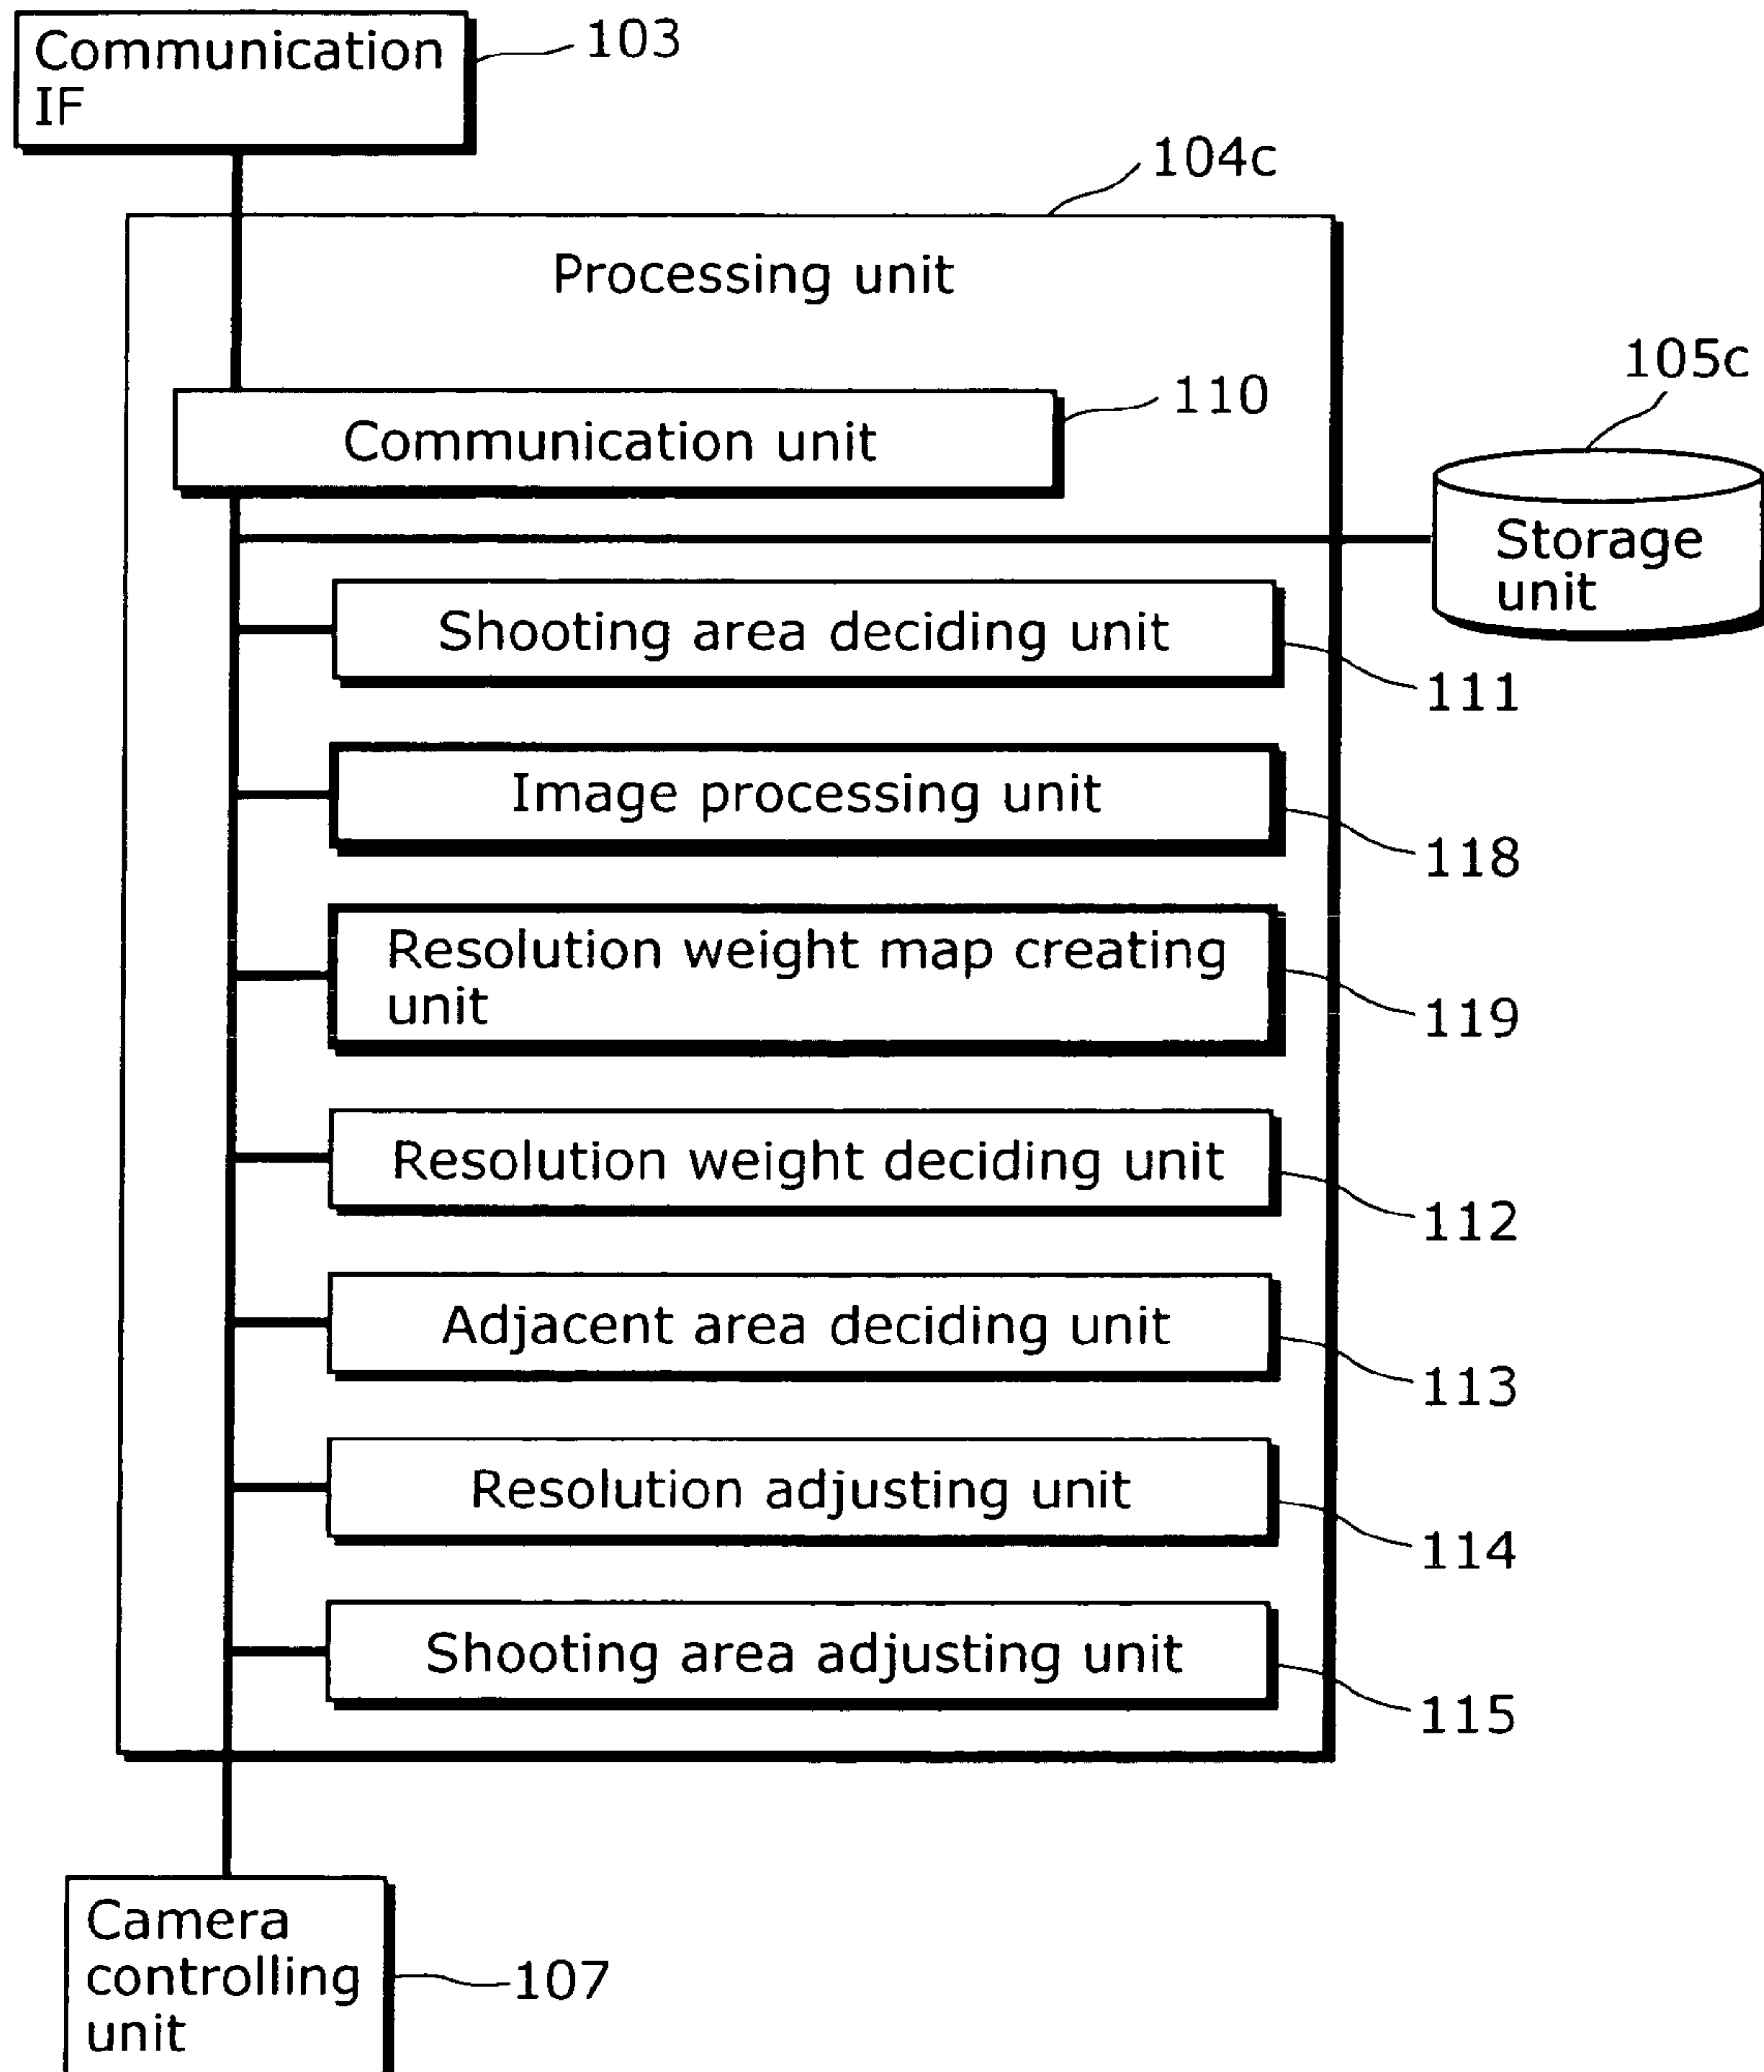 Communication
IF
103
104c
Processing unit
105c
110
Communication unit
Storage
unit
Shooting area deciding unit
111
Image processing unit
118
Resolution weight map creating
unit
119
Resolution weight deciding unit
112
Adjacent area deciding unit
113
Resolution adjusting unit
114
Shooting area adjusting unit
115
Camera
controlling
unit
107